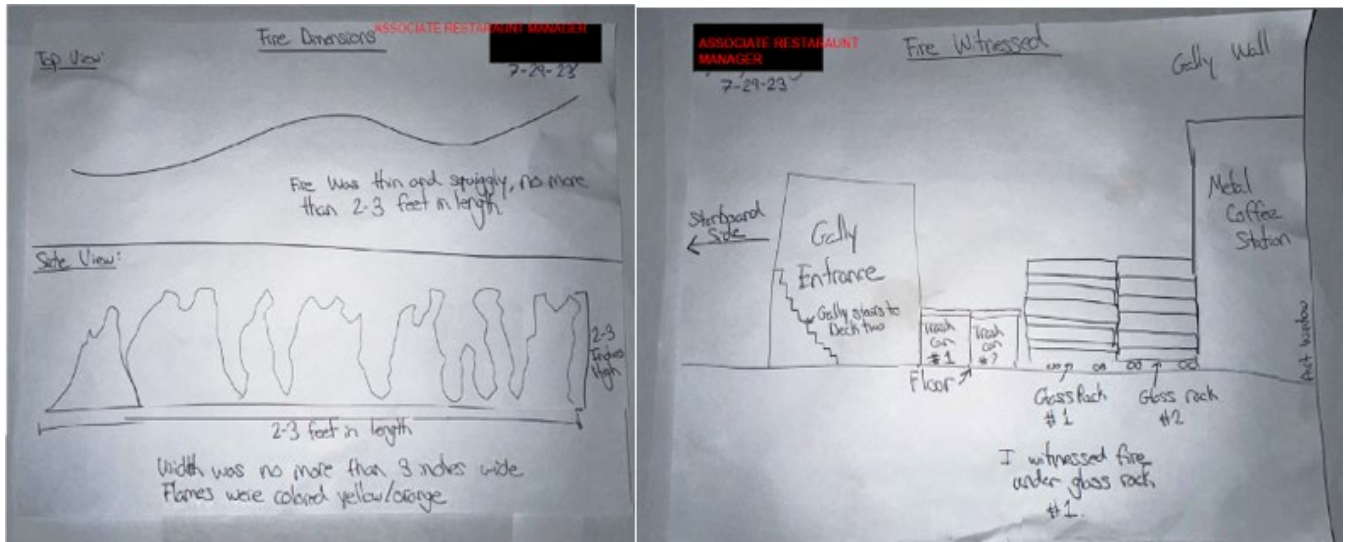 Fire Dimensions
ASSOCIATE RESTARAUNT MANAGER
7-29-23
Top View:
Fire Was thin and squiggly, no more
than 2-3 feet in length
Side View:
2-3
Inches
High
2-3 feet in length
Width was no more than 3 inches wide
Flames were colored yellow/orange
ASSOCIATE RESTARAUNT
MANAGER
7-29-23
Fire Witnessed
Gally Wall
Starboard
Side
Gally
Entrance
Gally stairs to
Deck two
Trash
can
#1
Trash
can
#2
Floor
Glass Rack
#1
Glass rack
#2
Metal
Coffee
Station
Port Window
I witnessed fire
under glass rack
#1.